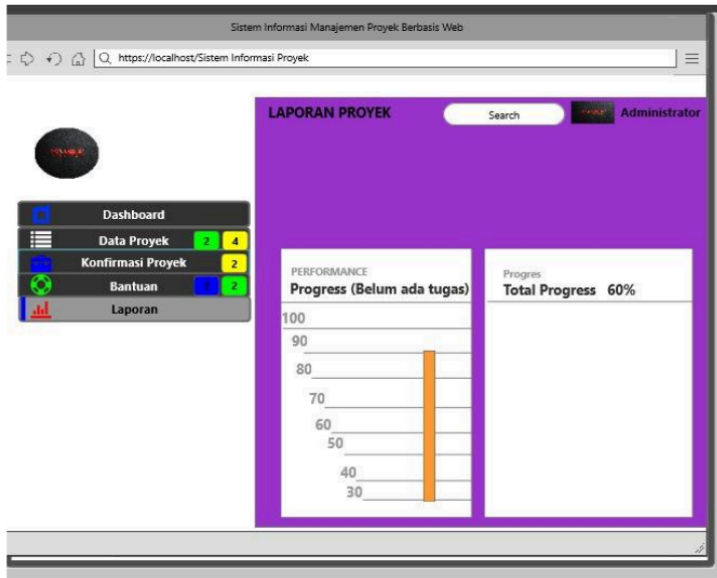 Sistem Informasi Manajemen Proyek Berbasis Web
https://localhost/Sistem Informasi Proyek
LAPORAN PROYEK
Search
Administrator
Dashboard
Data Proyek 2 4
Konfirmasi Proyek 2
Bantuan 2 2
Laporan
PERFORMANCE
Progress (Belum ada tugas)
100
90
80
70
60
50
40
30
Progres
Total Progress 60%